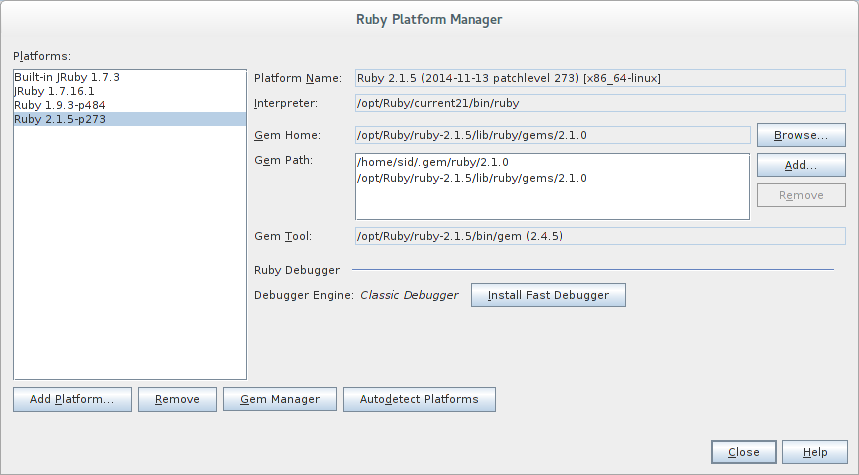 Ruby Platform Manager
Platforms:
Built-in JRuby 1.7.3
JRuby 1.7.16.1
Ruby 1.9.3-p484
Ruby 2.1.5-p273
Platform Name: Ruby 2.1.5 (2014-11-13 patchlevel 273) [x86_64-linux]
Interpreter: /opt/Ruby/current21/bin/ruby
Gem Home: /opt/Ruby/ruby-2.1.5/lib/ruby/gems/2.1.0 Browse...
Gem Path: /home/sid/.gem/ruby/2.1.0 Add...
/opt/Ruby/ruby-2.1.5/lib/ruby/gems/2.1.0
Remove
Gem Tool: /opt/Ruby/ruby-2.1.5/bin/gem (2.4.5)
Ruby Debugger
Debugger Engine: Classic Debugger Install Fast Debugger
Add Platform... Remove Gem Manager Autodetect Platforms
Close Help